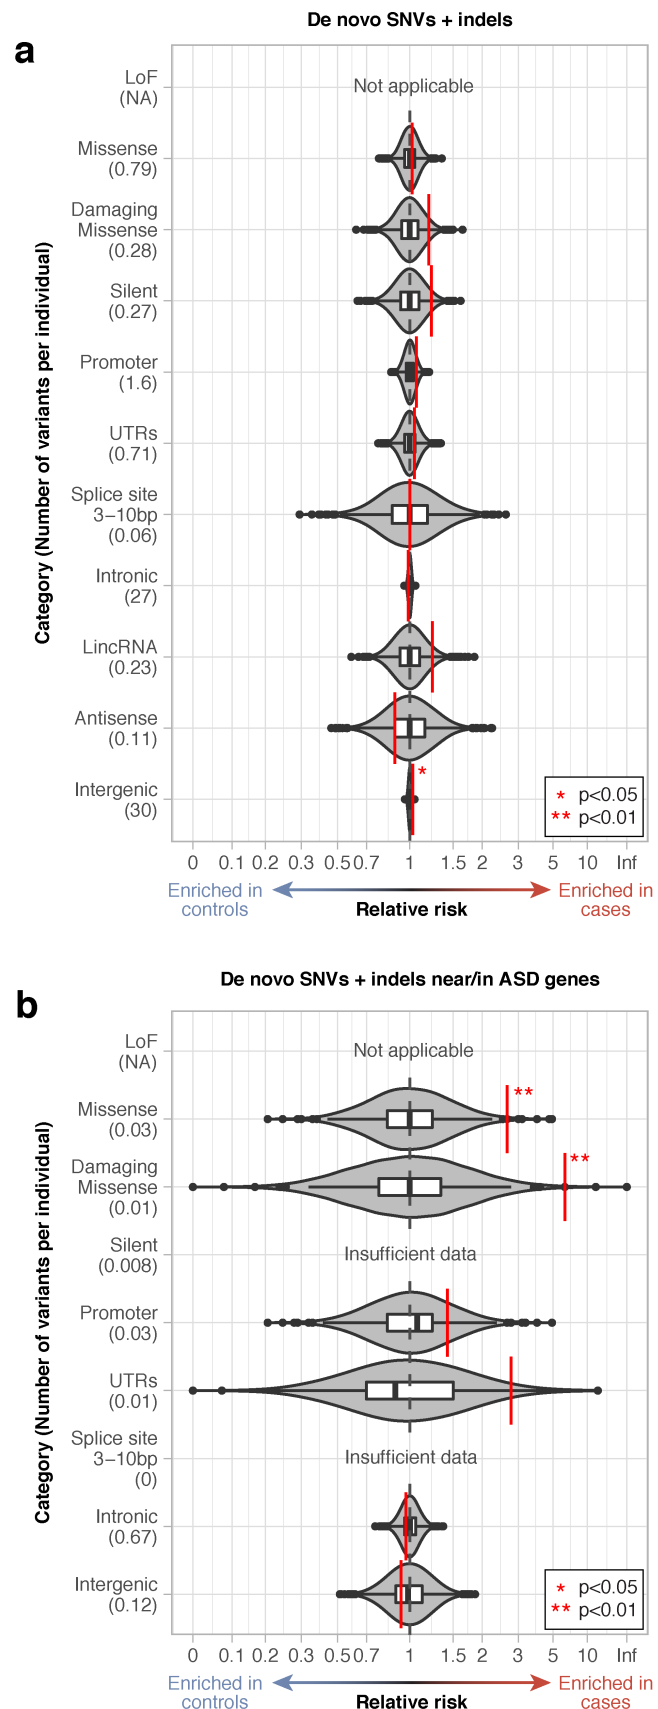 De novo SNVs + indels
a
Category (Number of variants per individual)
LoF
(NA)
Not applicable
Missense
(0.79)
Damaging
Missense
(0.28)
Silent
(0.27)
Promoter
(1.6)
UTRs
(0.71)
Splice site
3−10bp
(0.06)
Intronic
(27)
LincRNA
(0.23)
Antisense
(0.11)
Intergenic
(30)
*
* p<0.05
** p<0.01
0 0.1 0.2 0.3 0.5 0.7 1 1.5 2 3 5 10 Inf
Enriched in
controls
Relative risk
Enriched in
cases
De novo SNVs + indels near/in ASD genes
b
Category (Number of variants per individual)
LoF
(NA)
Not applicable
Missense
(0.03)
**
Damaging
Missense
(0.01)
**
Silent
(0.008)
Insufficient data
Promoter
(0.03)
UTRs
(0.01)
Splice site
3−10bp
(0)
Insufficient data
Intronic
(0.67)
Intergenic
(0.12)
* p<0.05
** p<0.01
0 0.1 0.2 0.3 0.5 0.7 1 1.5 2 3 5 10 Inf
Enriched in
controls
Relative risk
Enriched in
cases